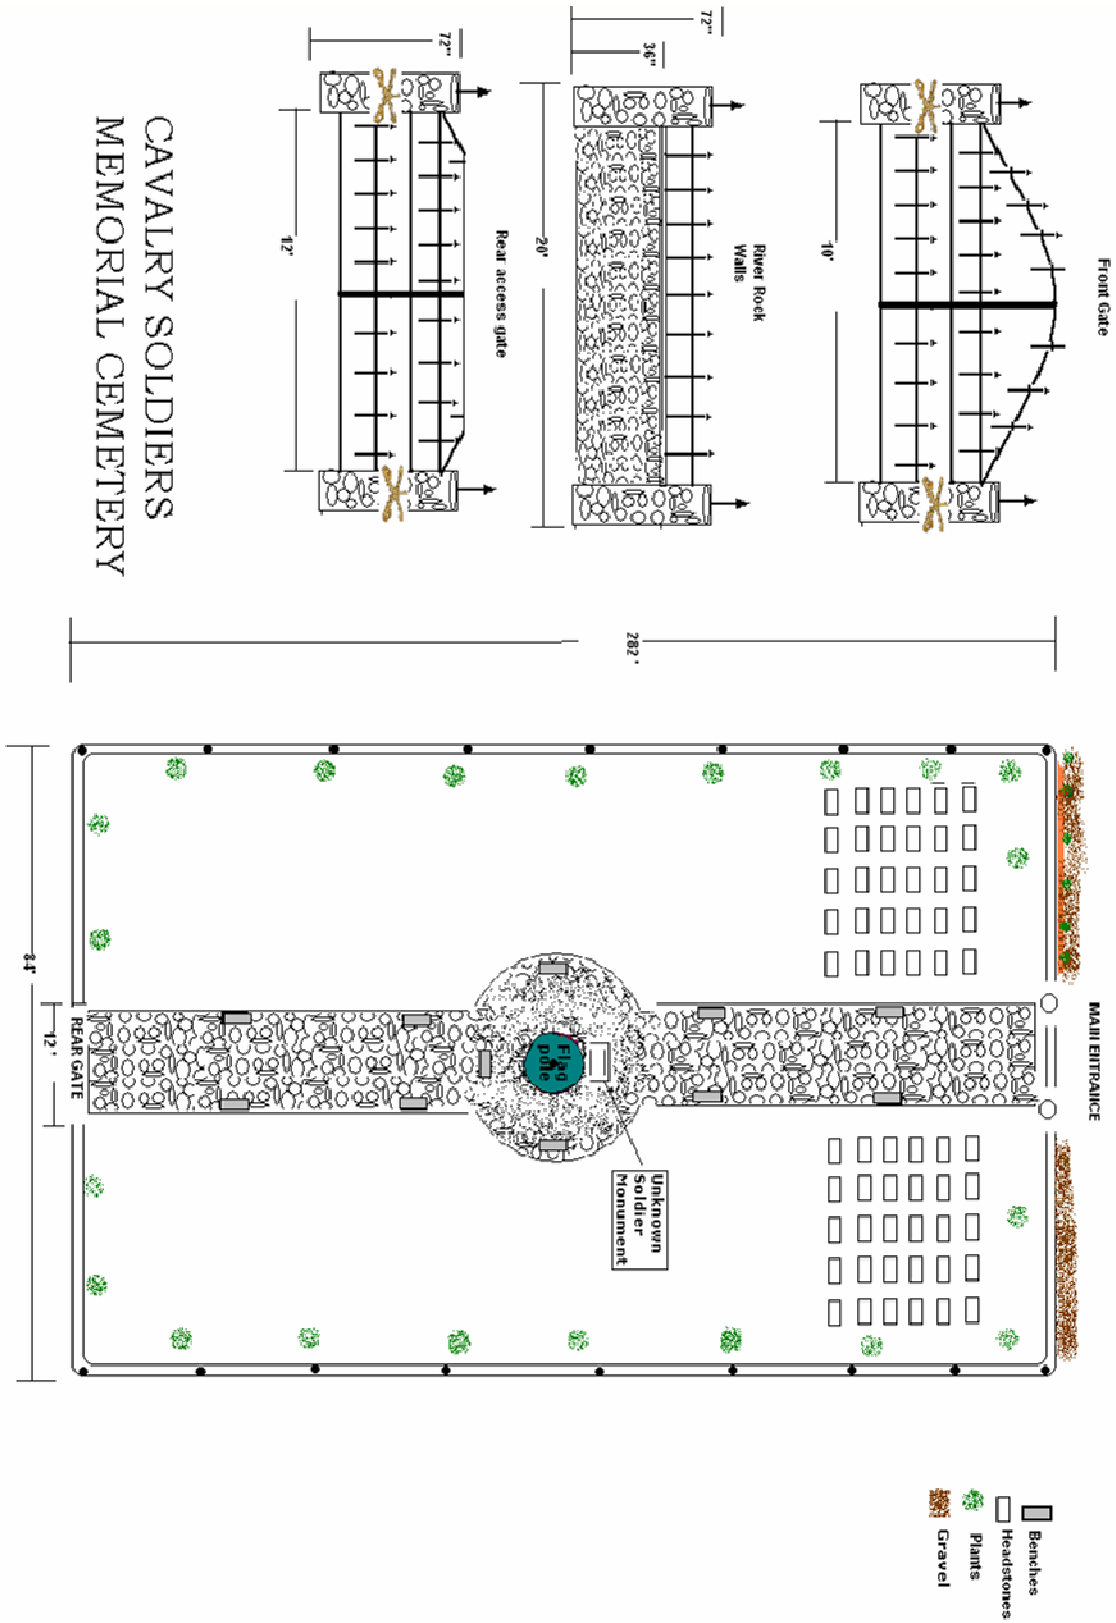 Front Gate
10'
River Rock
Walls
72"
36"
20'
Rear access gate
72"
12'
CAVALRY SOLDIERS
MEMORIAL CEMETERY
282'
MAIN ENTRANCE
Flag
pole
Unknown
Soldier
Monument
REAR GATE
12'
84'
Benches
Headstones
Plants
Gravel